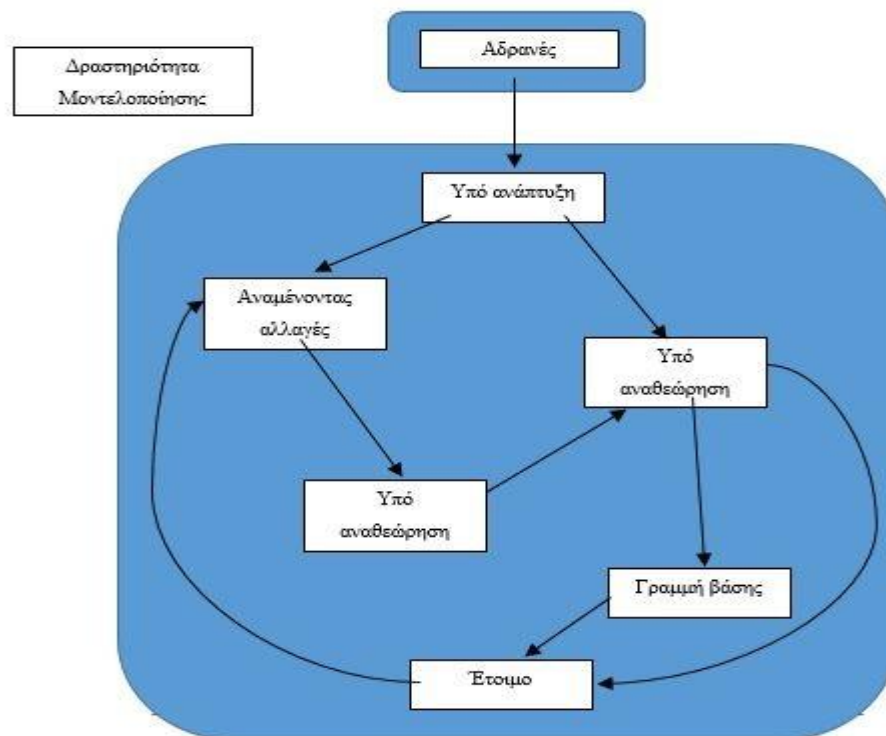 Αδρανές
Δραστηριότητα
Μοντελοποίησης
Υπό ανάπτυξη
Αναμένοντας
αλλαγές
Υπό
αναθεώρηση
Υπό
αναθεώρηση
Γραμμή βάσης
Έτοιμο